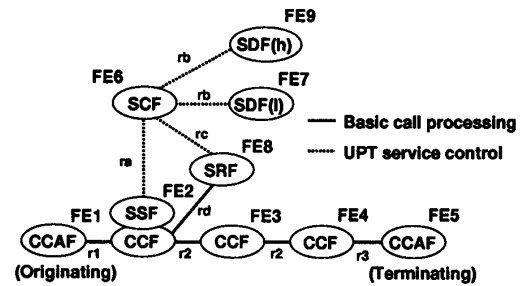 FE9
rb
SDF(h)
FE6
FE7
SCF
rb
SDF(l)
Basic call processing
rc
FE8
UPT service control
ra
SRF
FE2
FE1
SSF
rd
FE3
FE4
FE5
CCAF
CCF
CCF
CCF
CCAF
r1
r2
r2
r3
(Originating)
(Terminating)